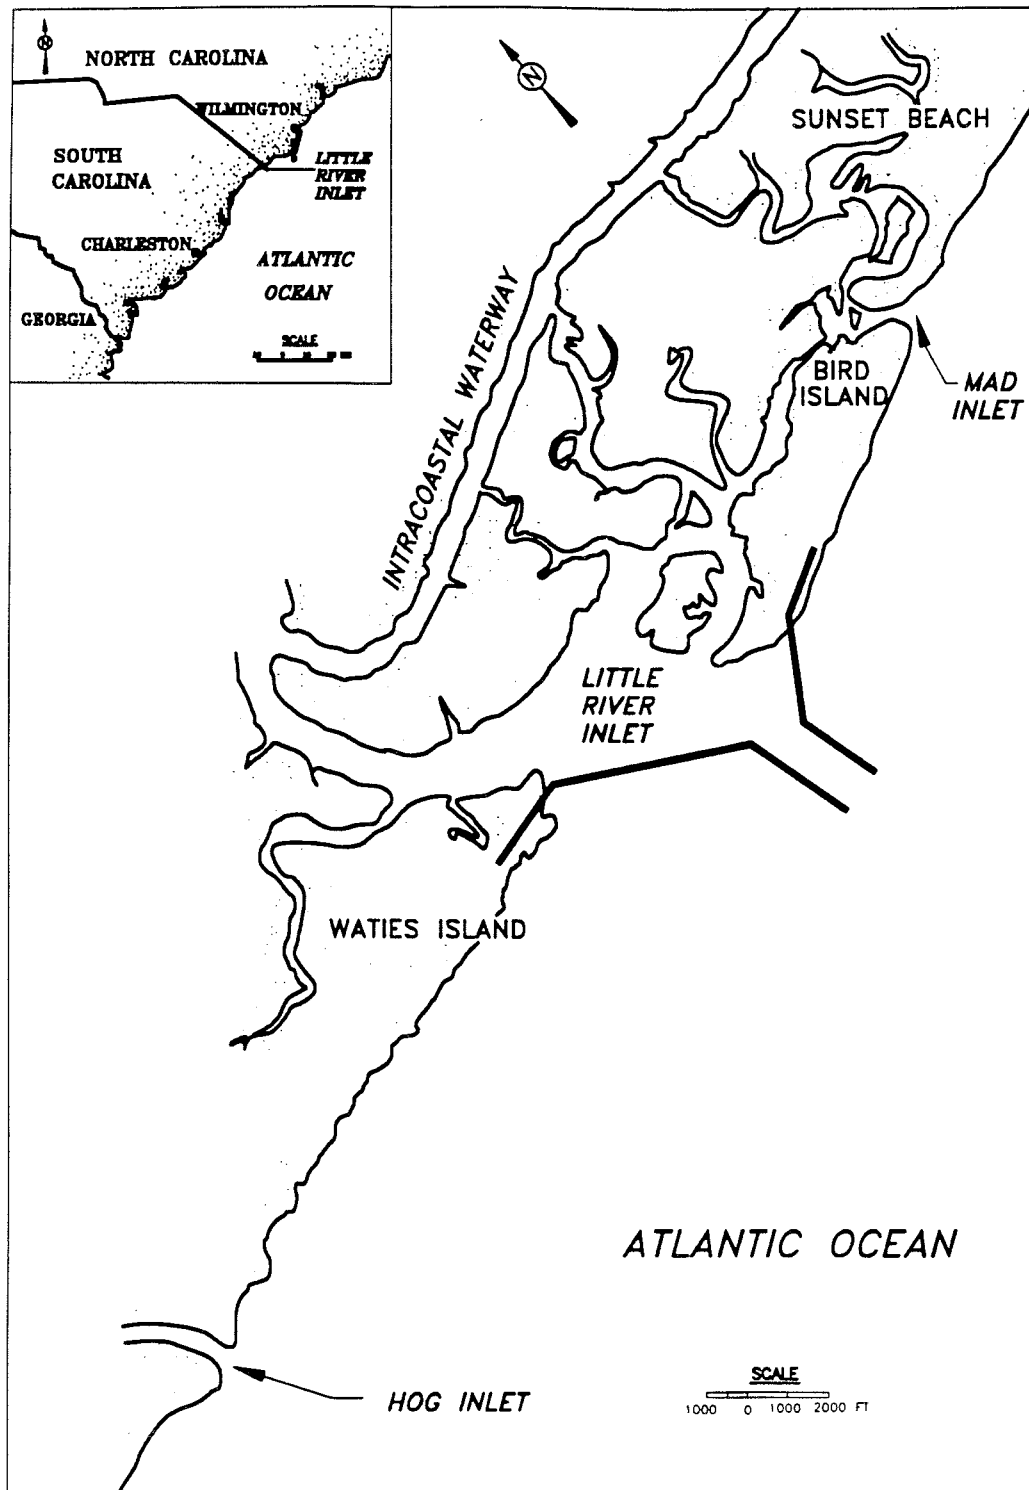 N
NORTH CAROLINA
WILMINGTON
SOUTH
CAROLINA
LITTLE
RIVER
INLET
CHARLESTON
ATLANTIC
OCEAN
GEORGIA
SCALE
N
SUNSET BEACH
INTRACOASTAL WATERWAY
BIRD
ISLAND
MAD
INLET
LITTLE
RIVER
INLET
WATIES ISLAND
ATLANTIC OCEAN
HOG INLET
SCALE
1000 0 1000 2000 FT